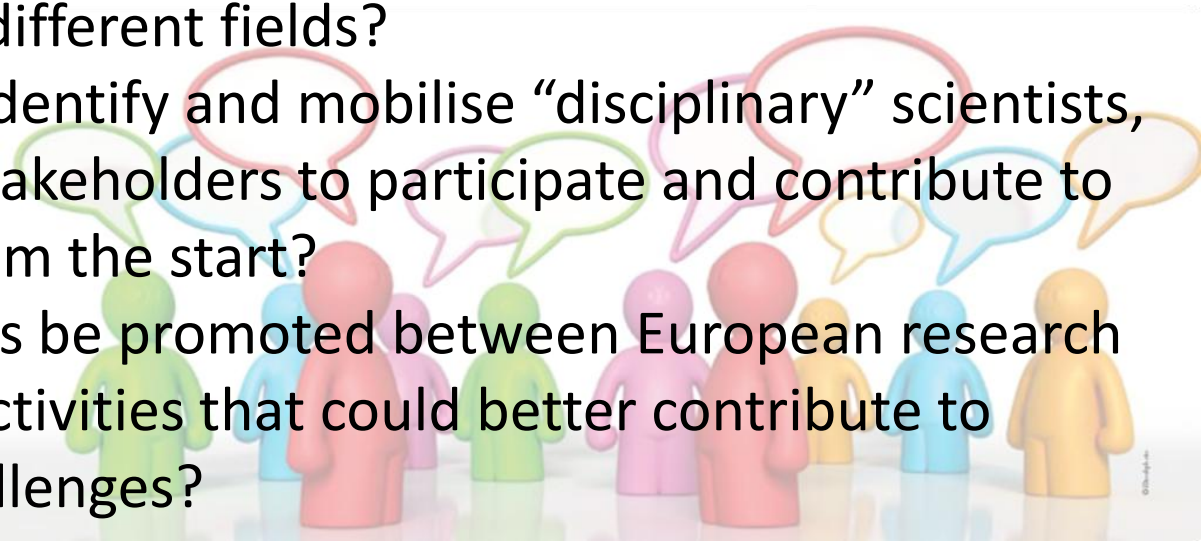 different fields?
dentify and mobilise “disciplinary” scientists,
akeholders to participate and contribute to
m the start?
s be promoted between European research
ctivities that could better contribute to
llenges?